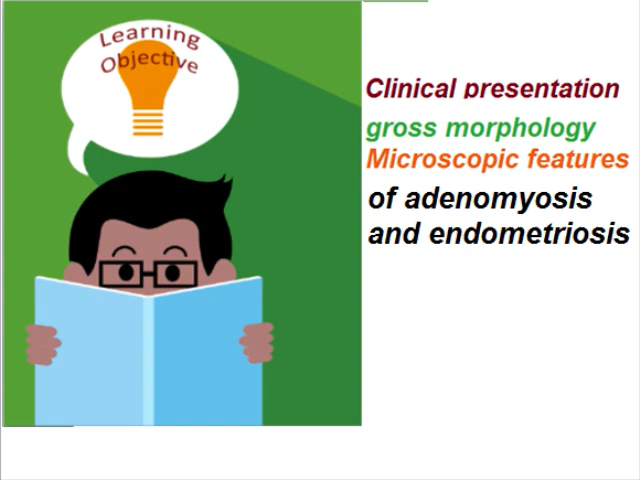 Learning
Objective
Clinical presentation
gross morphology
Microscopic features
of adenomyosis
and endometriosis